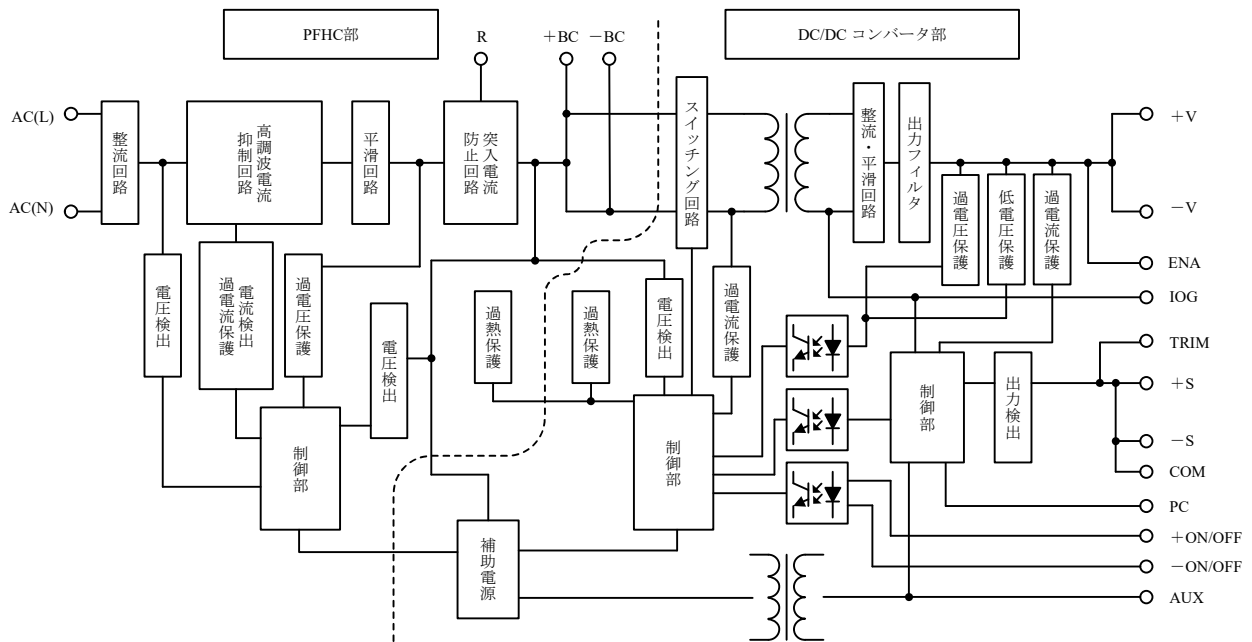 PFHC部
R
＋BC
－BC
DC/DC コンバータ部
AC(L)
AC(N)
整流回路
高調波電流
抑制回路
平滑回路
突入電流
防止回路
スイッチング回路
整流・平滑回路
出力フィルタ
＋V
－V
ENA
IOG
TRIM
＋S
－S
COM
PC
＋ON/OFF
－ON/OFF
AUX
過電圧保護
低電圧保護
過電流保護
電圧検出
電流検出
過電流保護
過電圧保護
電圧検出
過熱保護
過熱保護
電圧検出
過電流保護
制御部
制御部
制御部
出力検出
補助電源